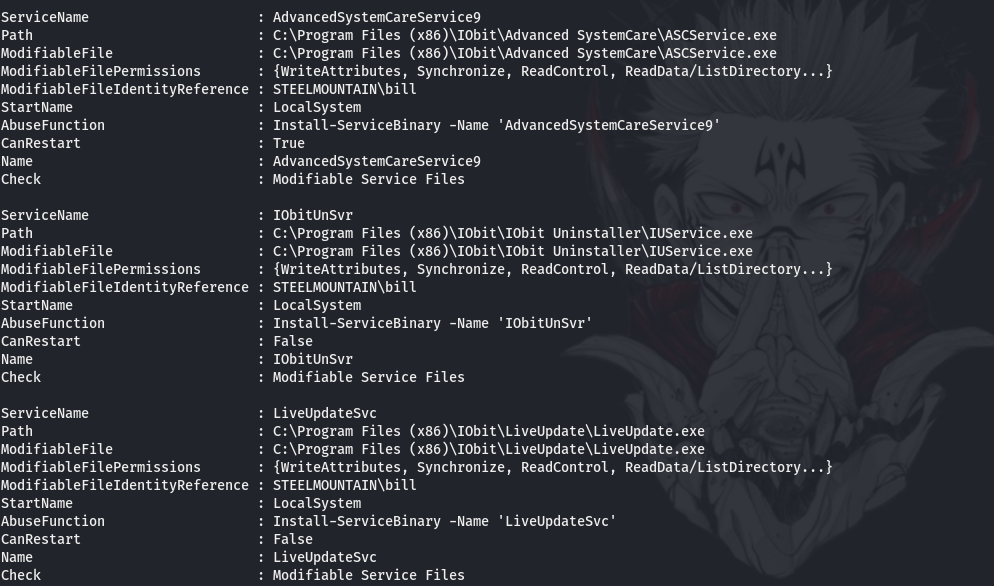 ServiceName                     : AdvancedSystemCareService9
Path                            : C:\Program Files (x86)\IObit\Advanced SystemCare\ASCService.exe
ModifiableFile                  : C:\Program Files (x86)\IObit\Advanced SystemCare\ASCService.exe
ModifiableFilePermissions       : {WriteAttributes, Synchronize, ReadControl, ReadData/ListDirectory...}
ModifiableFileIdentityReference : STEELMOUNTAIN\bill
StartName                       : LocalSystem
AbuseFunction                   : Install-ServiceBinary -Name 'AdvancedSystemCareService9'
CanRestart                      : True
Name                            : AdvancedSystemCareService9
Check                           : Modifiable Service Files

ServiceName                     : IObitUnSvr
Path                            : C:\Program Files (x86)\IObit\IObit Uninstaller\IUService.exe
ModifiableFile                  : C:\Program Files (x86)\IObit\IObit Uninstaller\IUService.exe
ModifiableFilePermissions       : {WriteAttributes, Synchronize, ReadControl, ReadData/ListDirectory...}
ModifiableFileIdentityReference : STEELMOUNTAIN\bill
StartName                       : LocalSystem
AbuseFunction                   : Install-ServiceBinary -Name 'IObitUnSvr'
CanRestart                      : False
Name                            : IObitUnSvr
Check                           : Modifiable Service Files

ServiceName                     : LiveUpdateSvc
Path                            : C:\Program Files (x86)\IObit\LiveUpdate\LiveUpdate.exe
ModifiableFile                  : C:\Program Files (x86)\IObit\LiveUpdate\LiveUpdate.exe
ModifiableFilePermissions       : {WriteAttributes, Synchronize, ReadControl, ReadData/ListDirectory...}
ModifiableFileIdentityReference : STEELMOUNTAIN\bill
StartName                       : LocalSystem
AbuseFunction                   : Install-ServiceBinary -Name 'LiveUpdateSvc'
CanRestart                      : False
Name                            : LiveUpdateSvc
Check                           : Modifiable Service Files